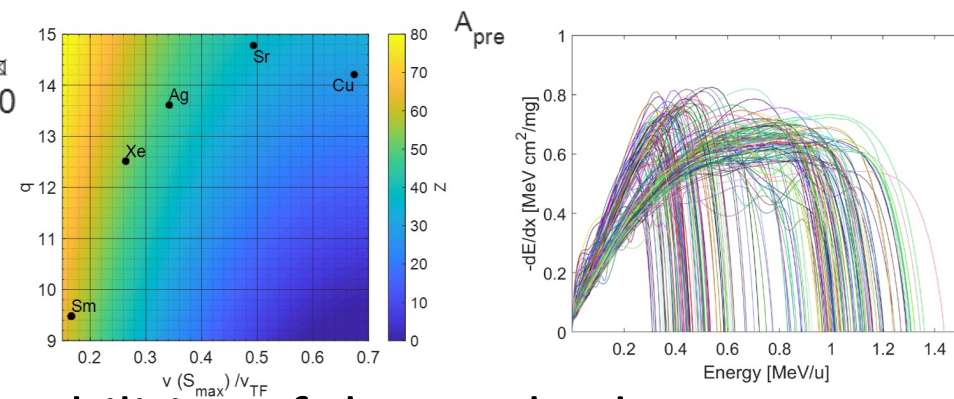 A_pre
15
14
13
12
11
10
9
q
0.2 0.3 0.4 0.5 0.6 0.7
v (S_max) /v_TF
Sr
Cu
Ag
Xe
Sm
80
70
60
50
40
30
20
10
0
Z
1
0.8
0.6
0.4
0.2
0
-dE/dx [MeV cm²/mg]
0.2 0.4 0.6 0.8 1 1.2 1.4
Energy [MeV/u]
0